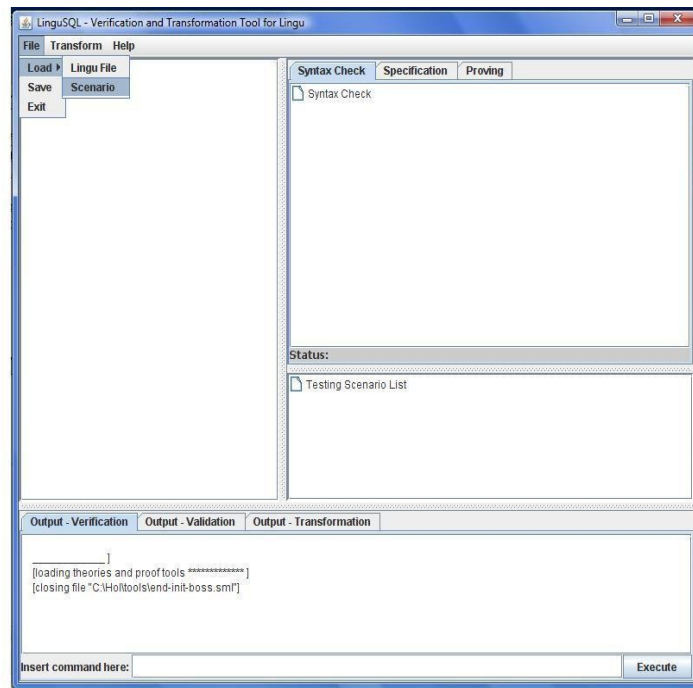 LinguSQL - Verification and Transformation Tool for Lingu
File Transform Help
Load Lingu File
Save Scenario
Exit
Syntax Check Specification Proving
Syntax Check
Status:
Testing Scenario List
Output - Verification Output - Validation Output - Transformation
____________ ]
[loading theories and proof tools ************* ]
[closing file "C:\Hol\tools\end-init-boss.sml"]
Insert command here: Execute